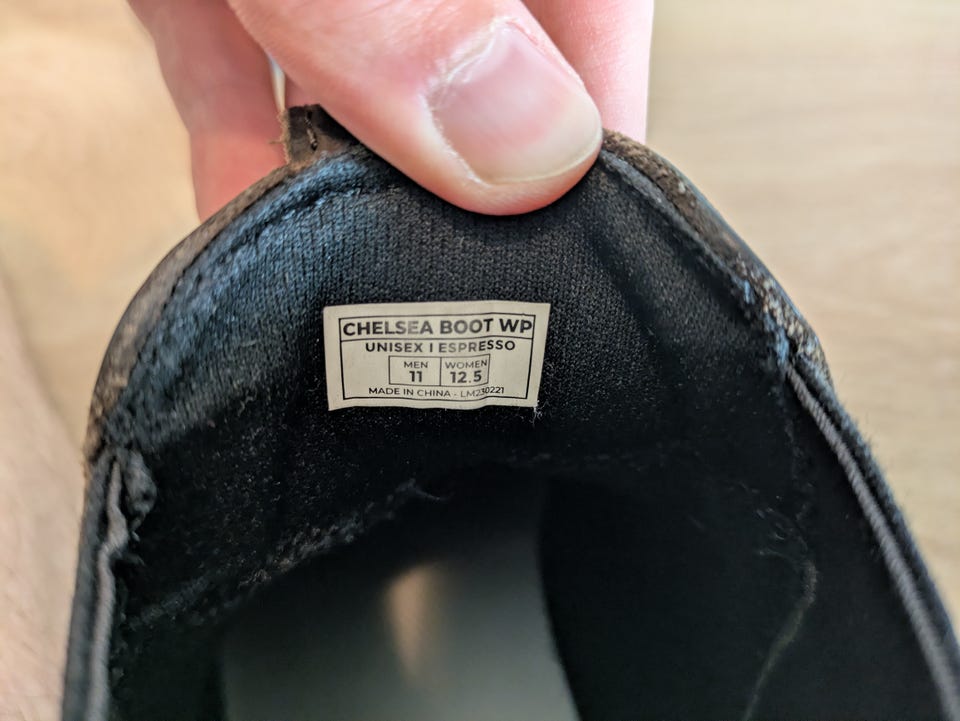 CHELSEA BOOT WP
UNISEX | ESPRESSO
MEN WOMEN
11 12.5
MADE IN CHINA - LM230221